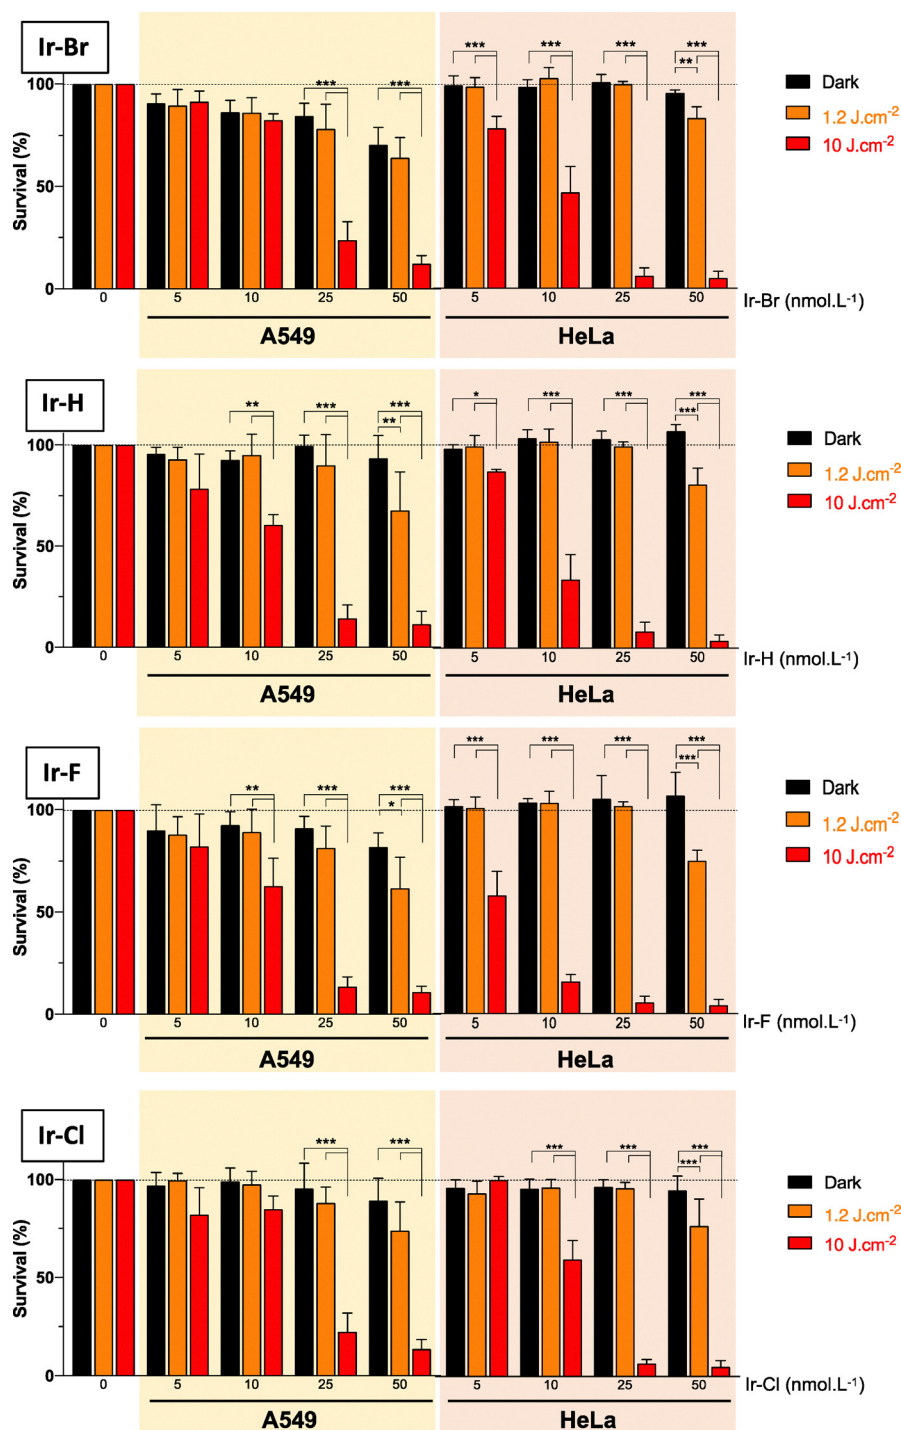 Ir-Br
*** *** *** *** *** ***
**
100
50
0
Survival (%)
Dark
1.2 J.cm⁻²
10 J.cm⁻²
0 5 10 25 50 5 10 25 50
Ir-Br (nmol.L⁻¹)
A549 HeLa
Ir-H
** *** *** * *** *** ***
** ***
100
50
0
Survival (%)
Dark
1.2 J.cm⁻²
10 J.cm⁻²
0 5 10 25 50 5 10 25 50
Ir-H (nmol.L⁻¹)
A549 HeLa
Ir-F
** *** *** *** *** *** ***
* ***
100
50
0
Survival (%)
Dark
1.2 J.cm⁻²
10 J.cm⁻²
0 5 10 25 50 5 10 25 50
Ir-F (nmol.L⁻¹)
A549 HeLa
Ir-Cl
*** *** *** *** ***
***
100
50
0
Survival (%)
Dark
1.2 J.cm⁻²
10 J.cm⁻²
0 5 10 25 50 5 10 25 50
Ir-Cl (nmol.L⁻¹)
A549 HeLa